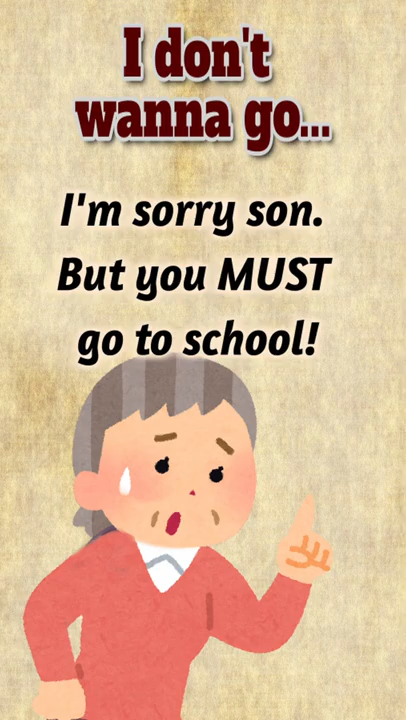 I don't
wanna go...
I'm sorry son.
But you MUST
go to school!